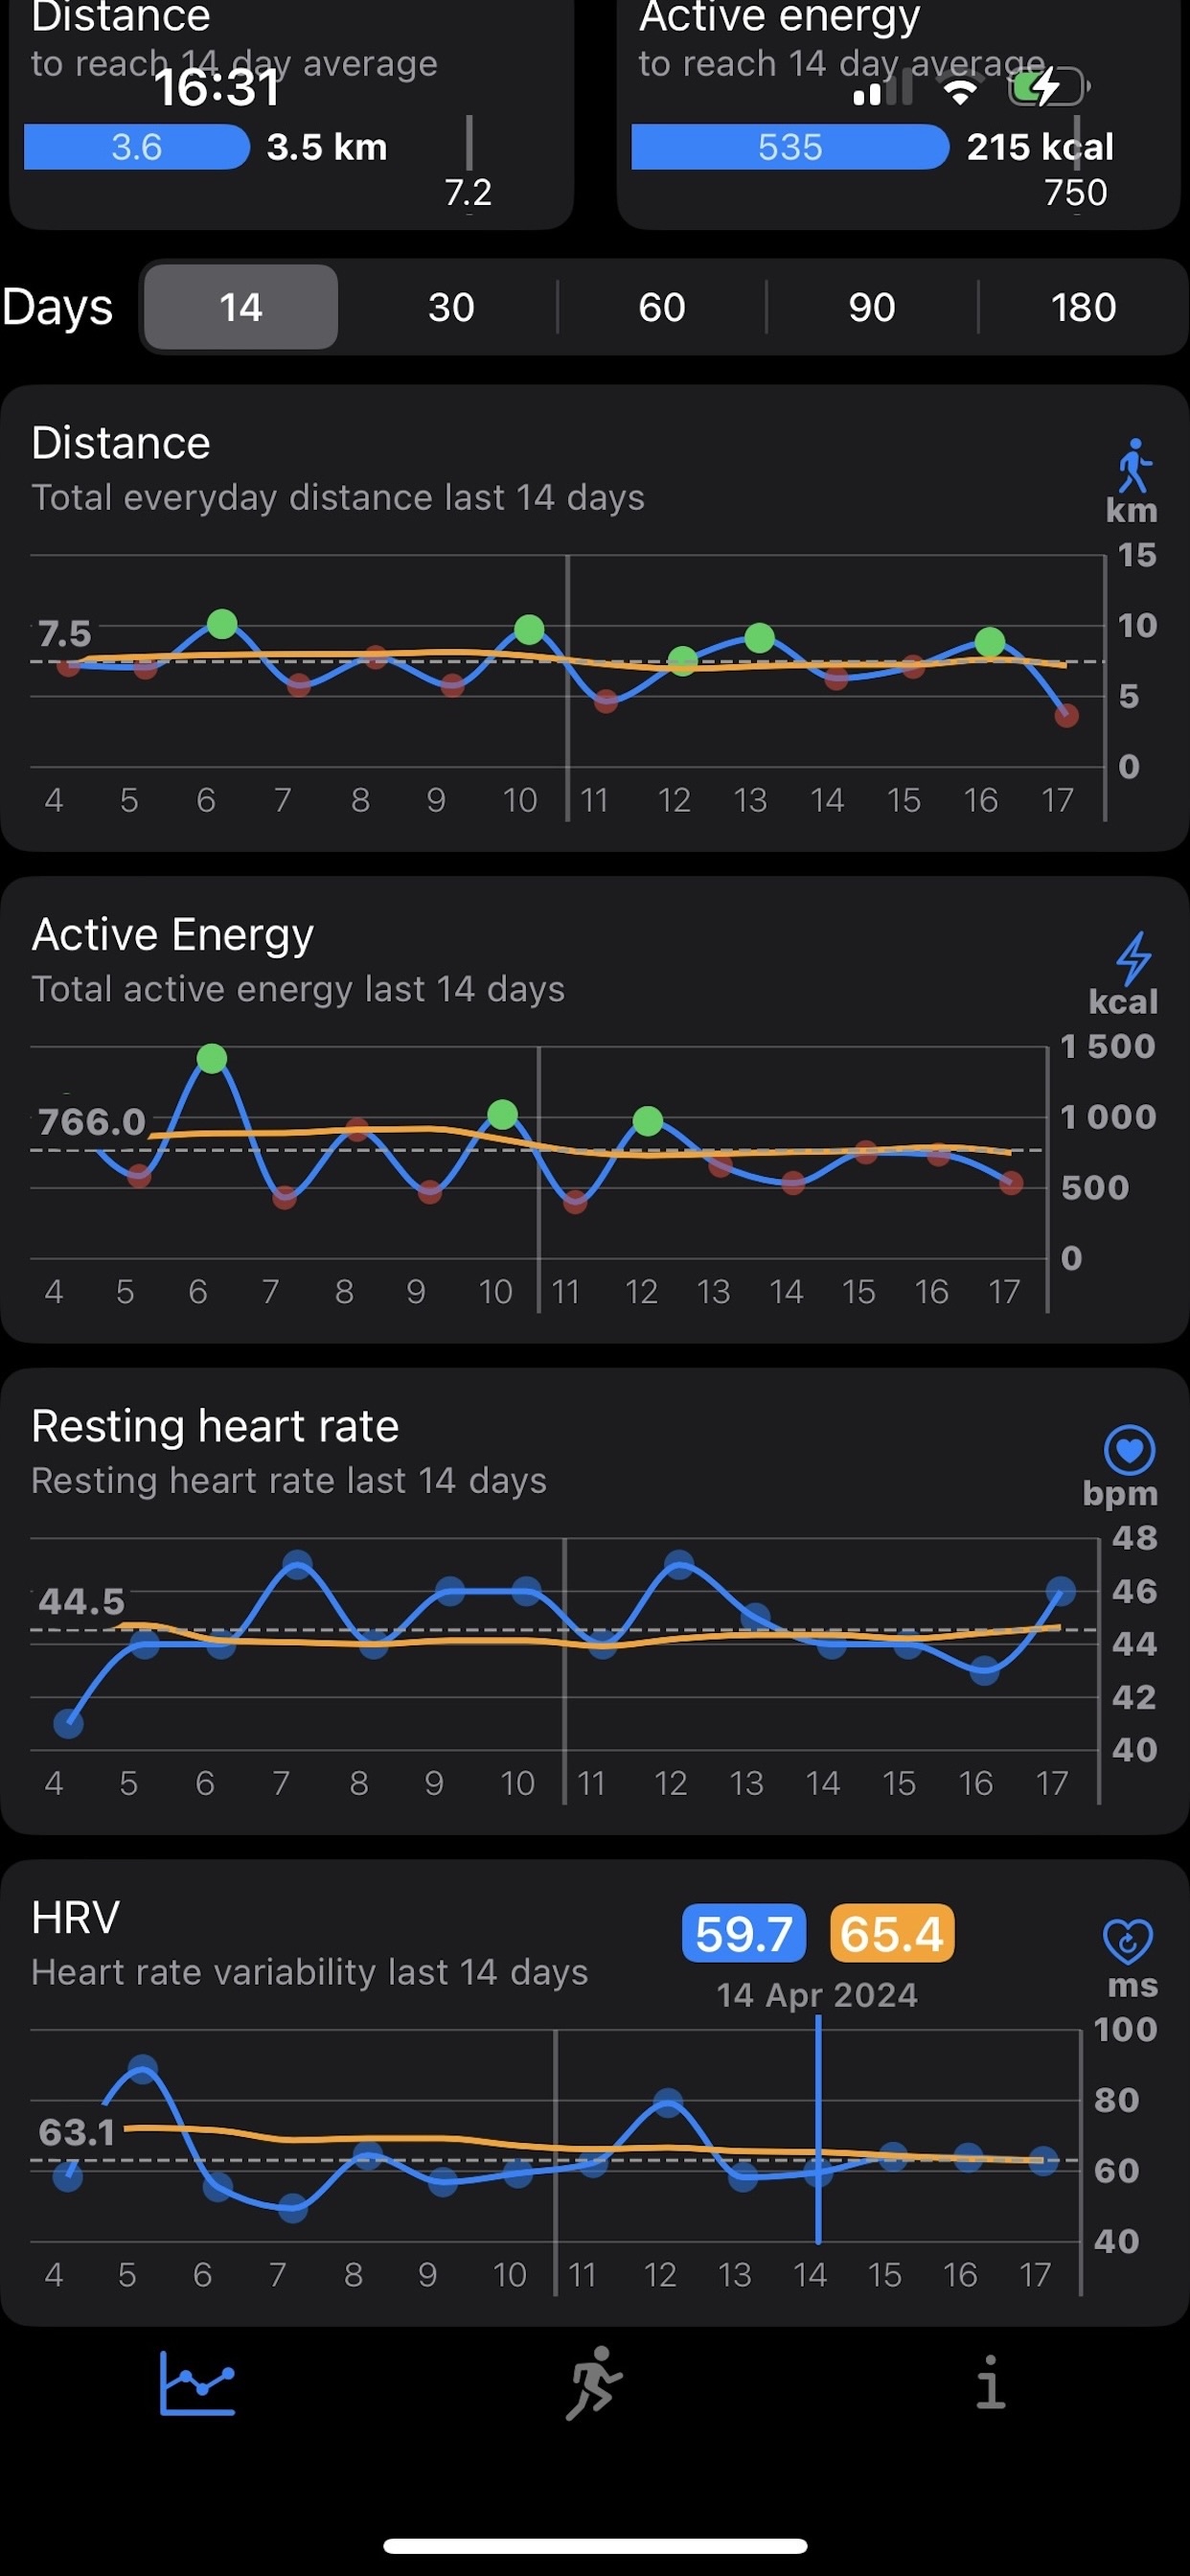 Distance
Active energy
to reach 14 day average
to reach 14 day average
16:31
3.6
3.5 km
7.2
535
215 kcal
750
Days
14
30
60
90
180
Distance
Total everyday distance last 14 days
km
15
7.5
10
5
0
4 5 6 7 8 9 10 11 12 13 14 15 16 17
Active Energy
Total active energy last 14 days
kcal
1 500
766.0
1 000
500
0
4 5 6 7 8 9 10 11 12 13 14 15 16 17
Resting heart rate
Resting heart rate last 14 days
bpm
48
44.5
46
44
42
40
4 5 6 7 8 9 10 11 12 13 14 15 16 17
HRV
59.7
65.4
Heart rate variability last 14 days
14 Apr 2024
ms
100
80
63.1
60
40
4 5 6 7 8 9 10 11 12 13 14 15 16 17